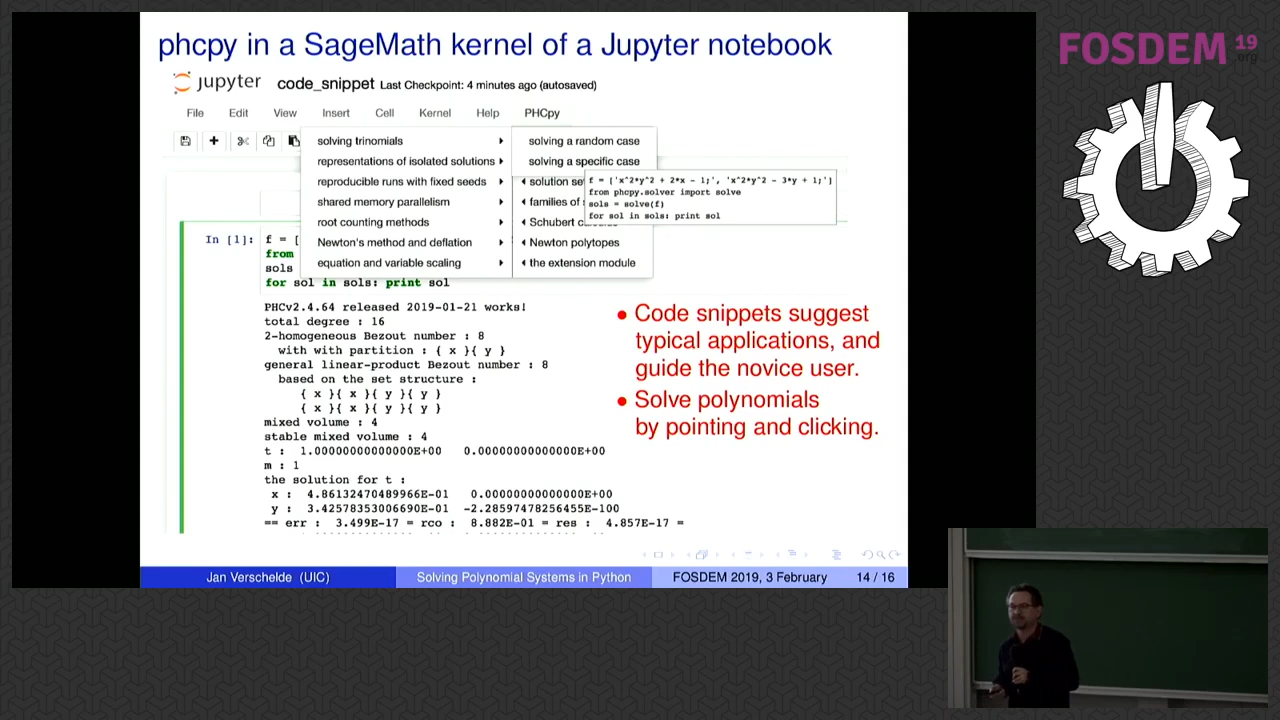 phcpy in a SageMath kernel of a Jupyter notebook
FOSDEM 19
.org
jupyter code_snippet Last Checkpoint: 4 minutes ago (autosaved)
File Edit View Insert Cell Kernel Help PHCpy
solving trinomials
representations of isolated solutions
reproducible runs with fixed seeds
shared memory parallelism
root counting methods
Newton's method and deflation
equation and variable scaling
solving a random case
solving a specific case
solution se
families of
Schubert
Newton polytopes
the extension module
f = ['x^2*y^2 + 2*x - 1;', 'x^2*y^2 - 3*y + 1;']
from phcpy.solver import solve
sols = solve(f)
for sol in sols: print sol
In [1]: f = [
from
sols
for sol in sols: print sol
PHCv2.4.64 released 2019-01-21 works!
total degree : 16
2-homogeneous Bezout number : 8
with with partition : { x }{ y }
general linear-product Bezout number : 8
based on the set structure :
{ x }{ x }{ y }{ y }
{ x }{ x }{ y }{ y }
mixed volume : 4
stable mixed volume : 4
t : 1.00000000000000E+00 0.00000000000000E+00
m : 1
the solution for t :
x : 4.86132470489966E-01 0.00000000000000E+00
y : 3.42578353006690E-01 -2.28597478256455E-100
== err : 3.499E-17 = rco : 8.882E-01 = res : 4.857E-17 =
Code snippets suggest
typical applications, and
guide the novice user.
Solve polynomials
by pointing and clicking.
Jan Verschelde (UIC) Solving Polynomial Systems in Python FOSDEM 2019, 3 February 14 / 16